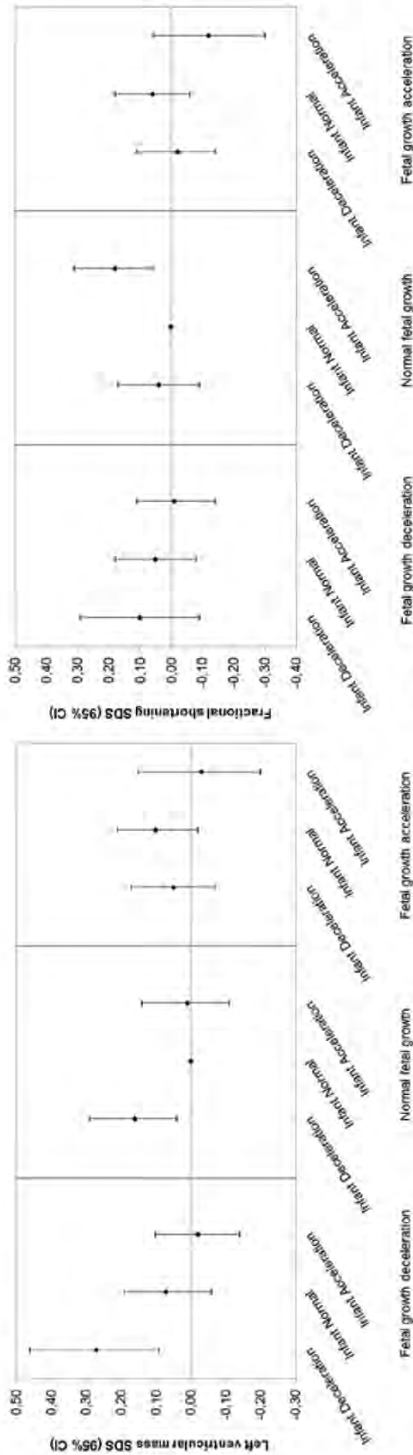 Left ventricular mass SDS (95% CI)
0,50
0,40
0,30
0,20
0,10
0,00
-0,10
-0,20
-0,30
Infant Deceleration
Infant Normal
Infant Acceleration
Infant Deceleration
Infant Normal
Infant Acceleration
Infant Deceleration
Infant Normal
Infant Acceleration
Fetal growth deceleration
Normal fetal growth
Fetal growth acceleration
Fractional shortening SDS (95% CI)
0,50
0,40
0,30
0,20
0,10
0,00
-0,10
-0,20
-0,30
-0,40
Infant Deceleration
Infant Normal
Infant Acceleration
Infant Deceleration
Infant Normal
Infant Acceleration
Infant Deceleration
Infant Normal
Infant Acceleration
Fetal growth deceleration
Normal fetal growth
Fetal growth acceleration